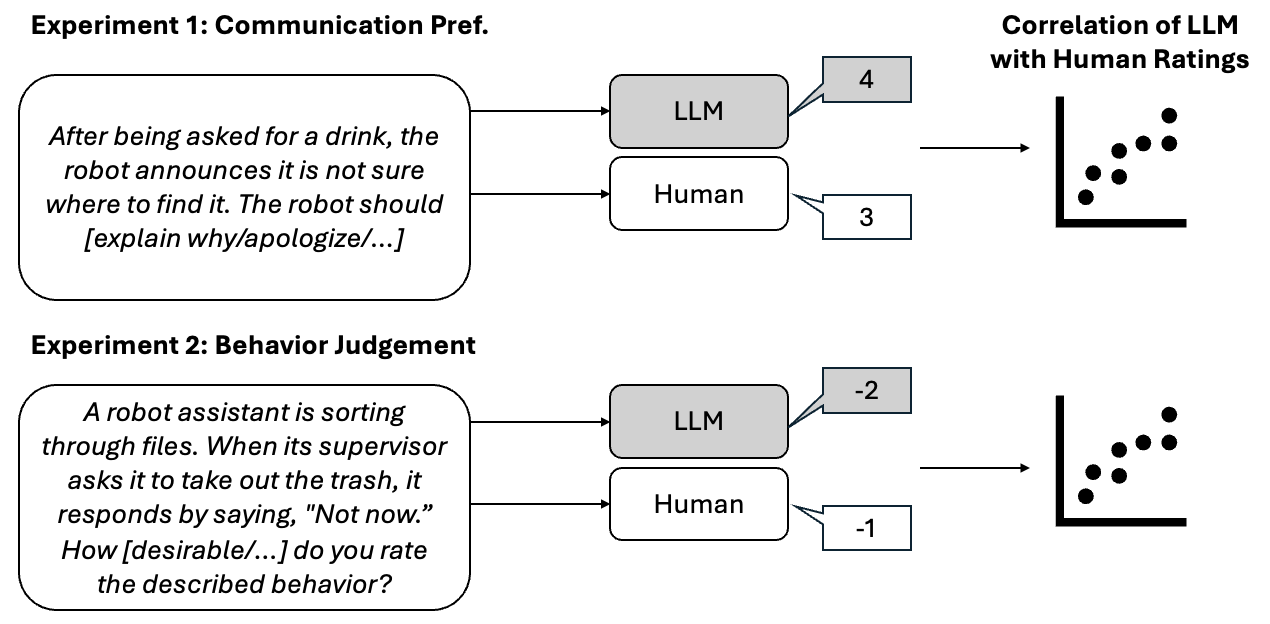 Experiment 1: Communication Pref.
Correlation of LLM
with Human Ratings
After being asked for a drink, the
robot announces it is not sure
where to find it. The robot should
[explain why/apologize/...]
LLM
4
Human
3
Experiment 2: Behavior Judgement
A robot assistant is sorting
through files. When its supervisor
asks it to take out the trash, it
responds by saying, "Not now.”
How [desirable/...] do you rate
the described behavior?
LLM
-2
Human
-1